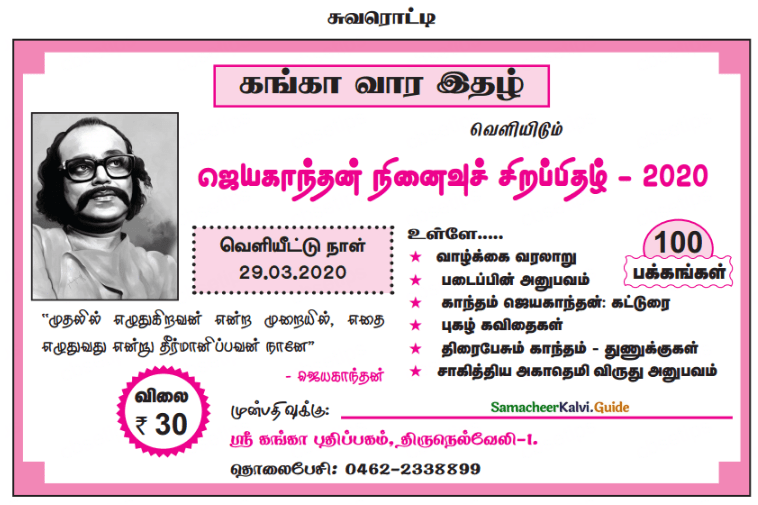 சுவரொட்டி
கங்கா வார இதழ்
வெளியிடும்
ஜெயகாந்தன் நினைவுச் சிறப்பிதழ் – 2020
வெளியீட்டு நாள்
29.03.2020
உள்ளே.....
★ வாழ்க்கை வரலாறு
★ படைப்பின் அனுபவம்
★ காந்தம் ஜெயகாந்தன்: கட்டுரை
★ புகழ் கவிதைகள்
★ திரைபேசும் காந்தம் – துணுக்குகள்
★ சாகித்திய அகாதெமி விருது அனுபவம்
100
பக்கங்கள்
“முதலில் எழுதுகிறவன் என்ற முறையில், எதை
எழுதுவது என்று தீர்மானிப்பவன் நானே”
- ஜெயகாந்தன்
விலை
₹ 30
முன்பதிவுக்கு:
SamacheerKalvi.Guide
ஸ்ரீ கங்கா பதிப்பகம், திருநெல்வேலி-1.
தொலைபேசி: 0462-2338899